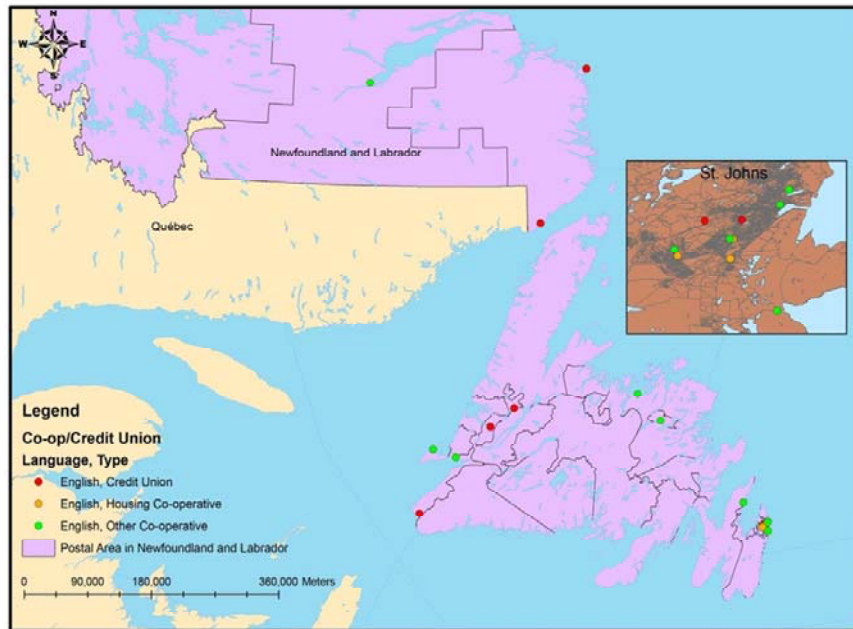 N
W E
S
Newfoundland and Labrador
Québec
St. Johns
Legend
Co-op/Credit Union
Language, Type
English, Credit Union
English, Housing Co-operative
English, Other Co-operative
Postal Area in Newfoundland and Labrador
0 90,000 180,000 360,000 Meters